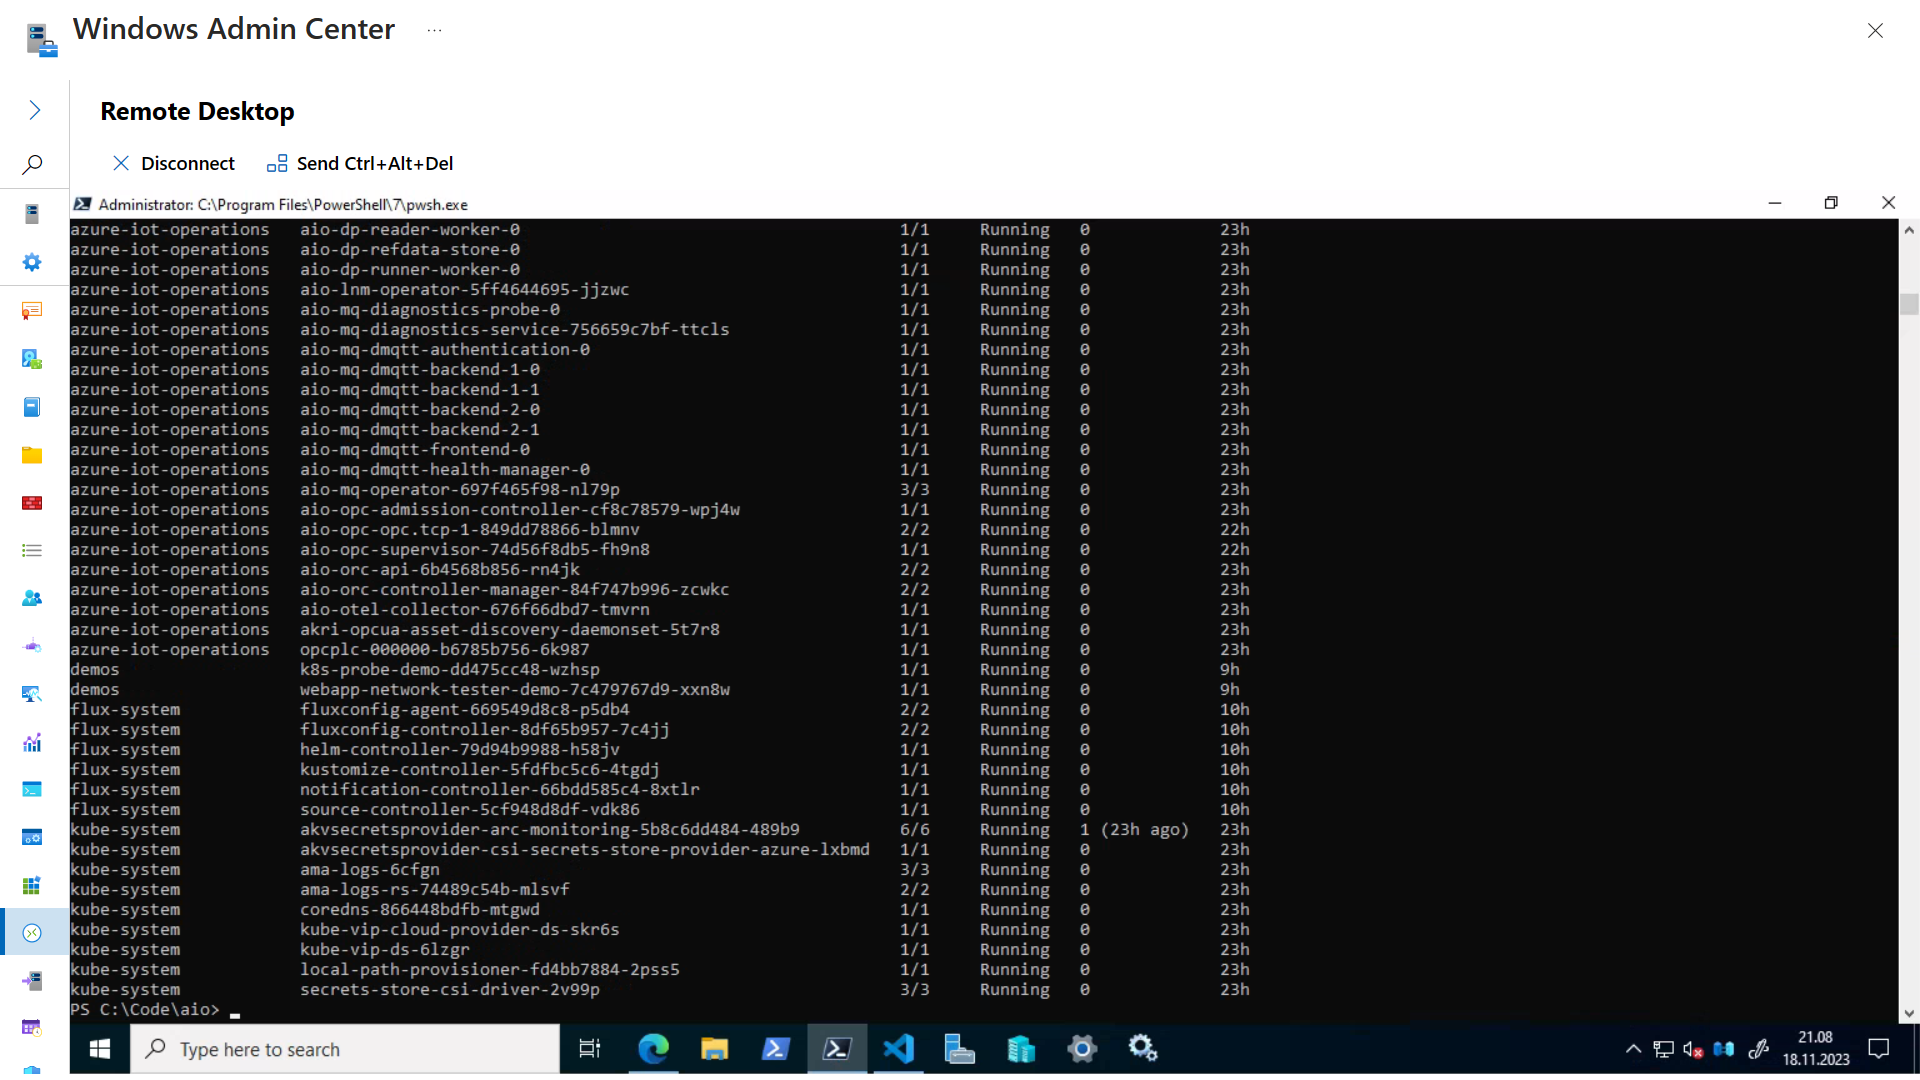 Windows Admin Center ...
Remote Desktop
Disconnect Send Ctrl+Alt+Del
Administrator: C:\Program Files\PowerShell\7\pwsh.exe
azure-iot-operations aio-dp-reader-worker-0 1/1 Running 0 23h
azure-iot-operations aio-dp-refdata-store-0 1/1 Running 0 23h
azure-iot-operations aio-dp-runner-worker-0 1/1 Running 0 23h
azure-iot-operations aio-lnm-operator-5ff4644695-jjzwc 1/1 Running 0 23h
azure-iot-operations aio-mq-diagnostics-probe-0 1/1 Running 0 23h
azure-iot-operations aio-mq-diagnostics-service-756659c7bf-ttcls 1/1 Running 0 23h
azure-iot-operations aio-mq-dmqtt-authentication-0 1/1 Running 0 23h
azure-iot-operations aio-mq-dmqtt-backend-1-0 1/1 Running 0 23h
azure-iot-operations aio-mq-dmqtt-backend-1-1 1/1 Running 0 23h
azure-iot-operations aio-mq-dmqtt-backend-2-0 1/1 Running 0 23h
azure-iot-operations aio-mq-dmqtt-backend-2-1 1/1 Running 0 23h
azure-iot-operations aio-mq-dmqtt-frontend-0 1/1 Running 0 23h
azure-iot-operations aio-mq-dmqtt-health-manager-0 1/1 Running 0 23h
azure-iot-operations aio-mq-operator-697f465f98-nl79p 3/3 Running 0 23h
azure-iot-operations aio-opc-admission-controller-cf8c78579-wpj4w 1/1 Running 0 23h
azure-iot-operations aio-opc-opc.tcp-1-849dd78866-blmnv 2/2 Running 0 22h
azure-iot-operations aio-opc-supervisor-74d56f8db5-fh9n8 1/1 Running 0 22h
azure-iot-operations aio-orc-api-6b4568b856-rn4jk 2/2 Running 0 23h
azure-iot-operations aio-orc-controller-manager-84f747b996-zcwkc 2/2 Running 0 23h
azure-iot-operations aio-otel-collector-676f66dbd7-tmvrn 1/1 Running 0 23h
azure-iot-operations akri-opcua-asset-discovery-daemonset-5t7r8 1/1 Running 0 23h
azure-iot-operations opcplc-000000-b6785b756-6k987 1/1 Running 0 23h
demos k8s-probe-demo-dd475cc48-wzhsp 1/1 Running 0 9h
demos webapp-network-tester-demo-7c479767d9-xxn8w 1/1 Running 0 9h
flux-system fluxconfig-agent-669549d8c8-p5db4 2/2 Running 0 10h
flux-system fluxconfig-controller-8df65b957-7c4jj 2/2 Running 0 10h
flux-system helm-controller-79d94b9988-h58jv 1/1 Running 0 10h
flux-system kustomize-controller-5fdfbc5c6-4tgdj 1/1 Running 0 10h
flux-system notification-controller-66bdd585c4-8xtlr 1/1 Running 0 10h
flux-system source-controller-5cf948d8df-vdk86 1/1 Running 0 10h
kube-system akvsecretsprovider-arc-monitoring-5b8c6dd484-489b9 6/6 Running 1 (23h ago) 23h
kube-system akvsecretsprovider-csi-secrets-store-provider-azure-lxbmd 1/1 Running 0 23h
kube-system ama-logs-6cfgn 3/3 Running 0 23h
kube-system ama-logs-rs-74489c54b-mlsvf 2/2 Running 0 23h
kube-system coredns-866448bdfb-mtgwd 1/1 Running 0 23h
kube-system kube-vip-cloud-provider-ds-skr6s 1/1 Running 0 23h
kube-system kube-vip-ds-6lzgr 1/1 Running 0 23h
kube-system local-path-provisioner-fd4bb7884-2pss5 1/1 Running 0 23h
kube-system secrets-store-csi-driver-2v99p 3/3 Running 0 23h
PS C:\Code\aio>
Type here to search
21.08
18.11.2023